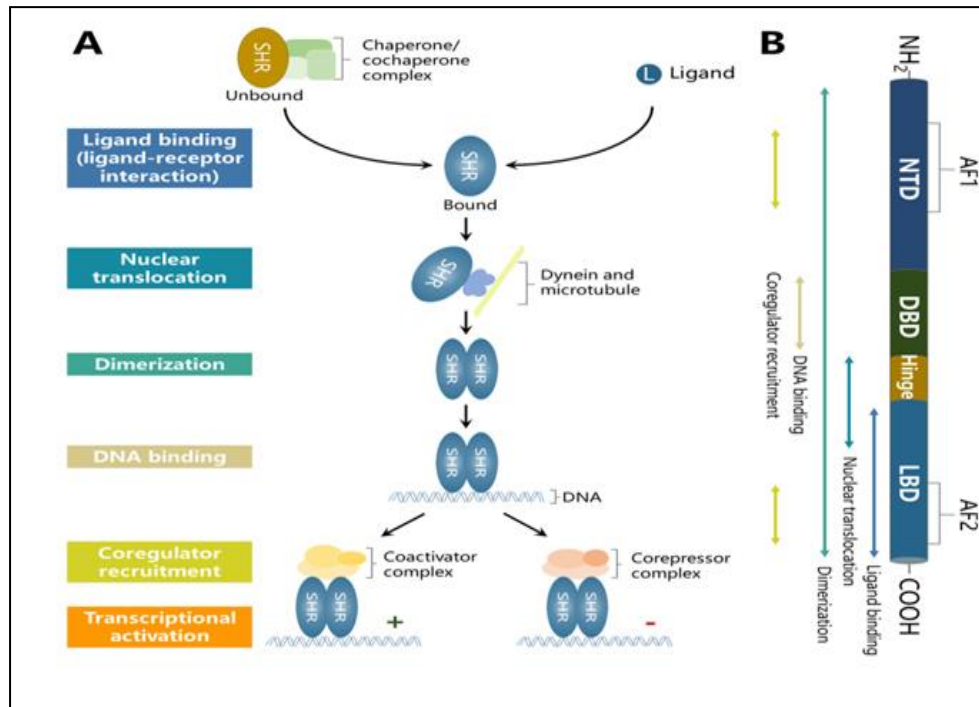 A
SHR
Unbound
Chaperone/
cochaperone
complex
L
Ligand
Ligand binding
(ligand-receptor
interaction)
SHR
Bound
Nuclear
translocation
SHR
Dynein and
microtubule
Dimerization
SHR SHR
DNA binding
SHR SHR
DNA
Coregulator
recruitment
Coactivator
complex
Corepressor
complex
Transcriptional
activation
SHR SHR
+
SHR SHR
-
B
NH2
NTD
AF1
DBD
Hinge
LBD
AF2
COOH
Coregulator recruitment
DNA binding
Dimerization
Nuclear translocation
Ligand binding